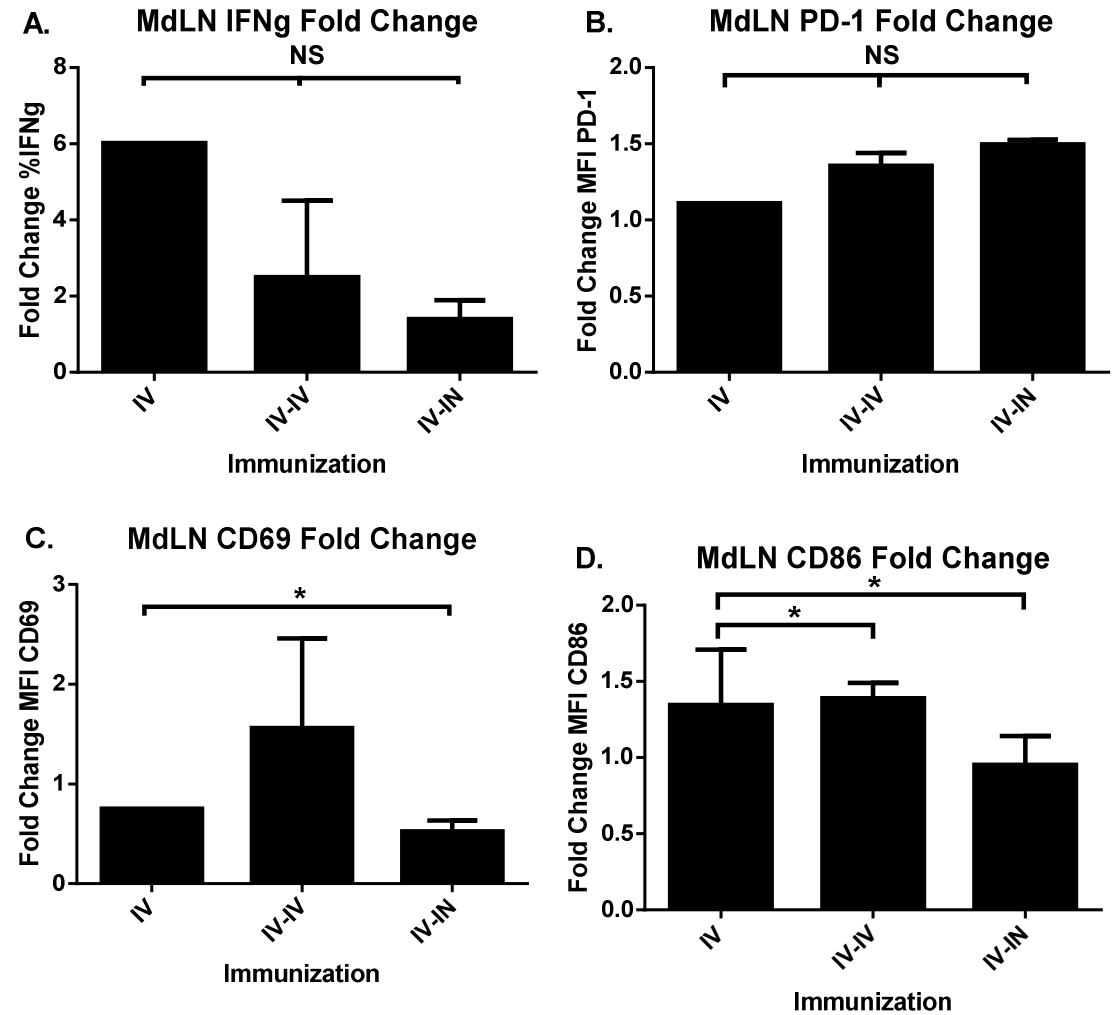 A.
MdLN IFNg Fold Change
NS
Fold Change %IFNg
8
6
4
2
0
IV
IV-IV
IV-IN
Immunization
B.
MdLN PD-1 Fold Change
NS
Fold Change MFI PD-1
2.0
1.5
1.0
0.5
0.0
IV
IV-IV
IV-IN
Immunization
C.
MdLN CD69 Fold Change
*
Fold Change MFI CD69
3
2
1
0
IV
IV-IV
IV-IN
Immunization
D.
MdLN CD86 Fold Change
*
*
Fold Change MFI CD86
2.0
1.5
1.0
0.5
0.0
IV
IV-IV
IV-IN
Immunization